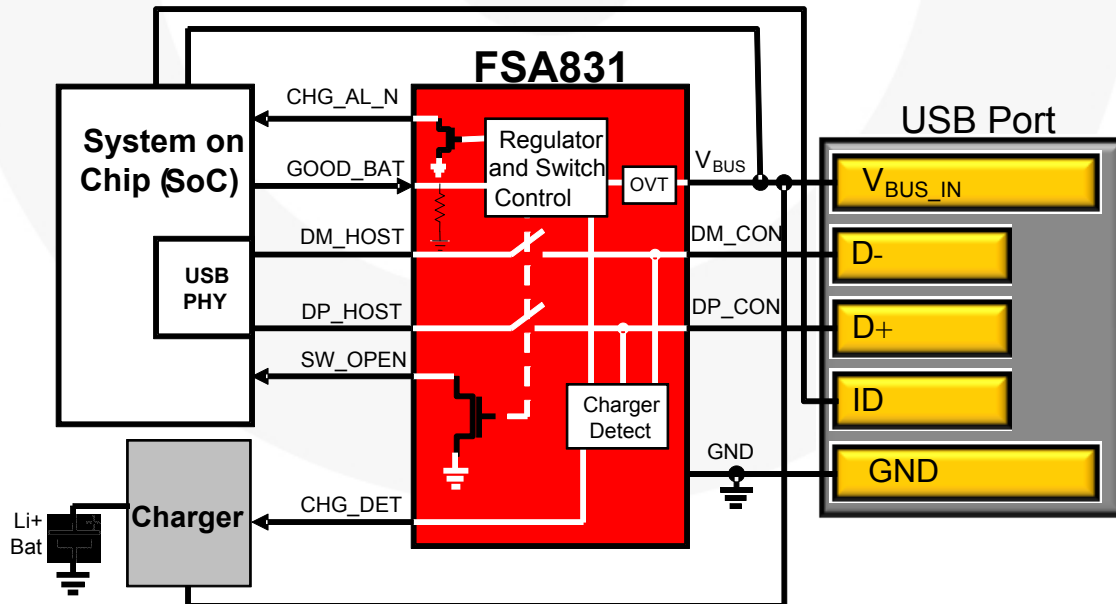 FSA831
USB Port
System on
Chip (SoC)
USB
PHY
CHG_AL_N
GOOD_BAT
DM_HOST
DP_HOST
SW_OPEN
CHG_DET
Regulator
and Switch
Control
OVT
Charger
Detect
VBUS
DM_CON
DP_CON
GND
VBUS_IN
D-
D+
ID
GND
Charger
Li+
Bat